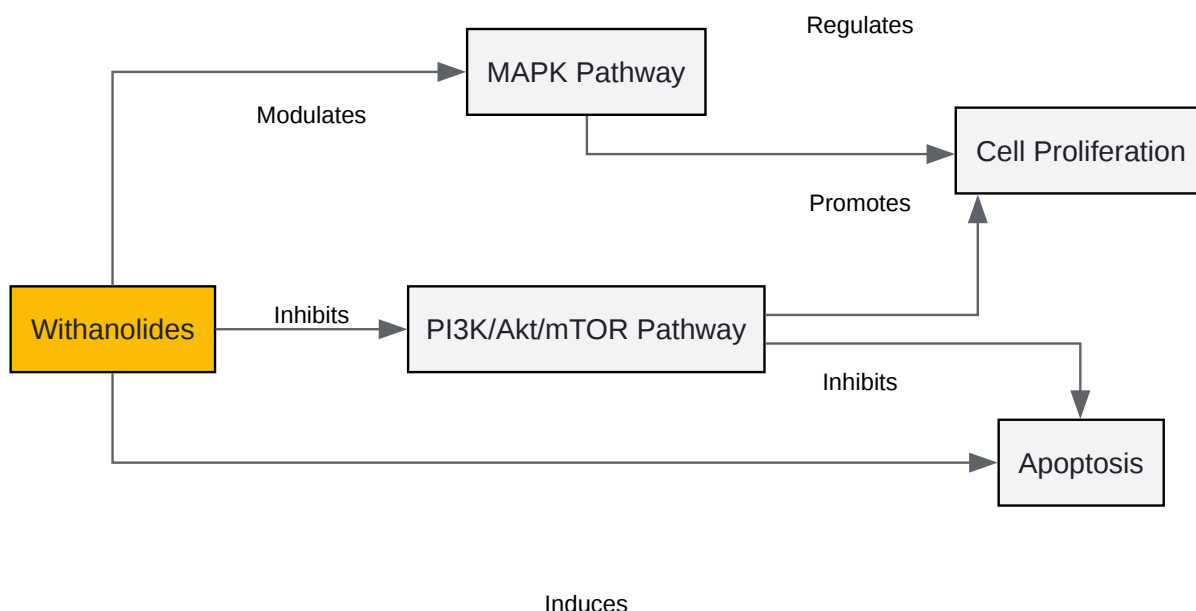 Regulates
MAPK Pathway
Modulates
Cell Proliferation
Promotes
Withanolides
Inhibits
PI3K/Akt/mTOR Pathway
Inhibits
Apoptosis
Induces